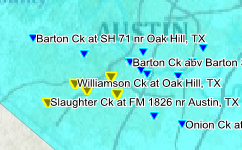 AUSTIN
Barton Ck at SH 71 nr Oak Hill, TX
Barton Ck abv Barton
Williamson Ck at Oak Hill, TX
Slaughter Ck at FM 1826 nr Austin, TX
Onion Ck at